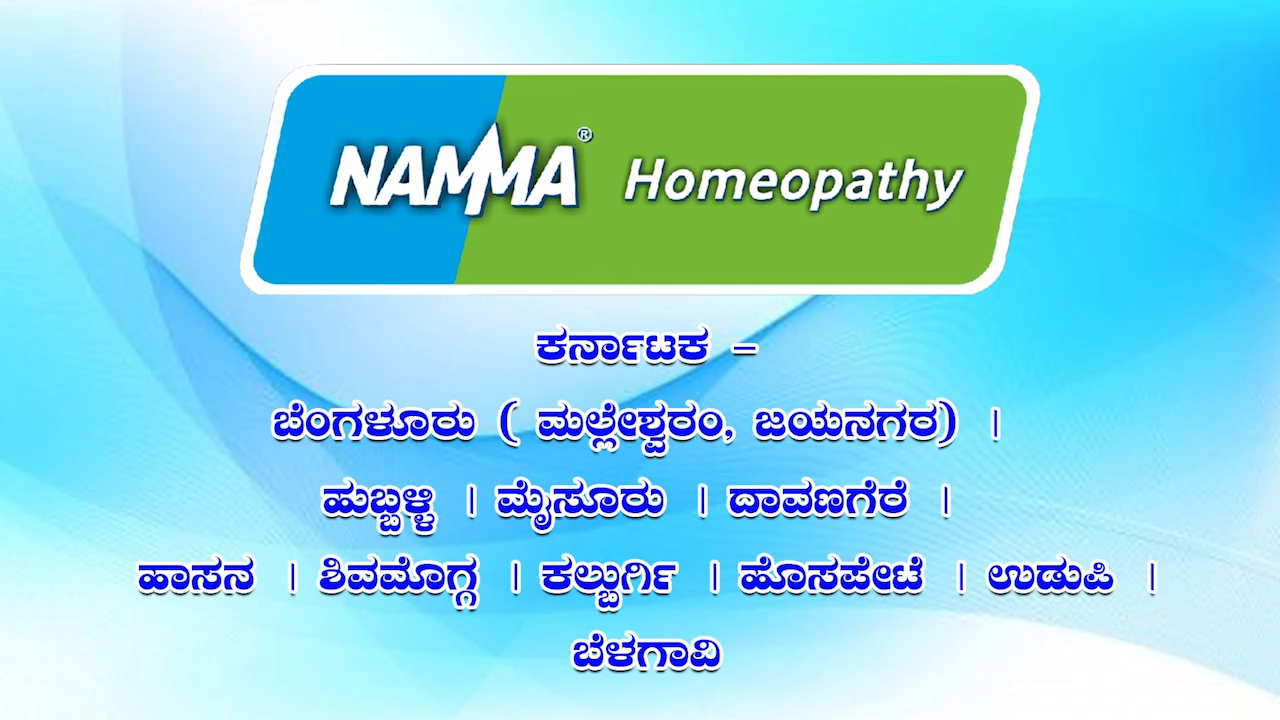 NAMMA® Homeopathy
ಕರ್ನಾಟಕ –
ಬೆಂಗಳೂರು ( ಮಲ್ಲೇಶ್ವರಂ, ಜಯನಗರ) |
ಹುಬ್ಬಳ್ಳಿ | ಮೈಸೂರು | ದಾವಣಗೆರೆ |
ಹಾಸನ | ಶಿವಮೊಗ್ಗ | ಕಲ್ಬುರ್ಗಿ | ಹೊಸಪೇಟೆ | ಉಡುಪಿ |
ಬೆಳಗಾವಿ